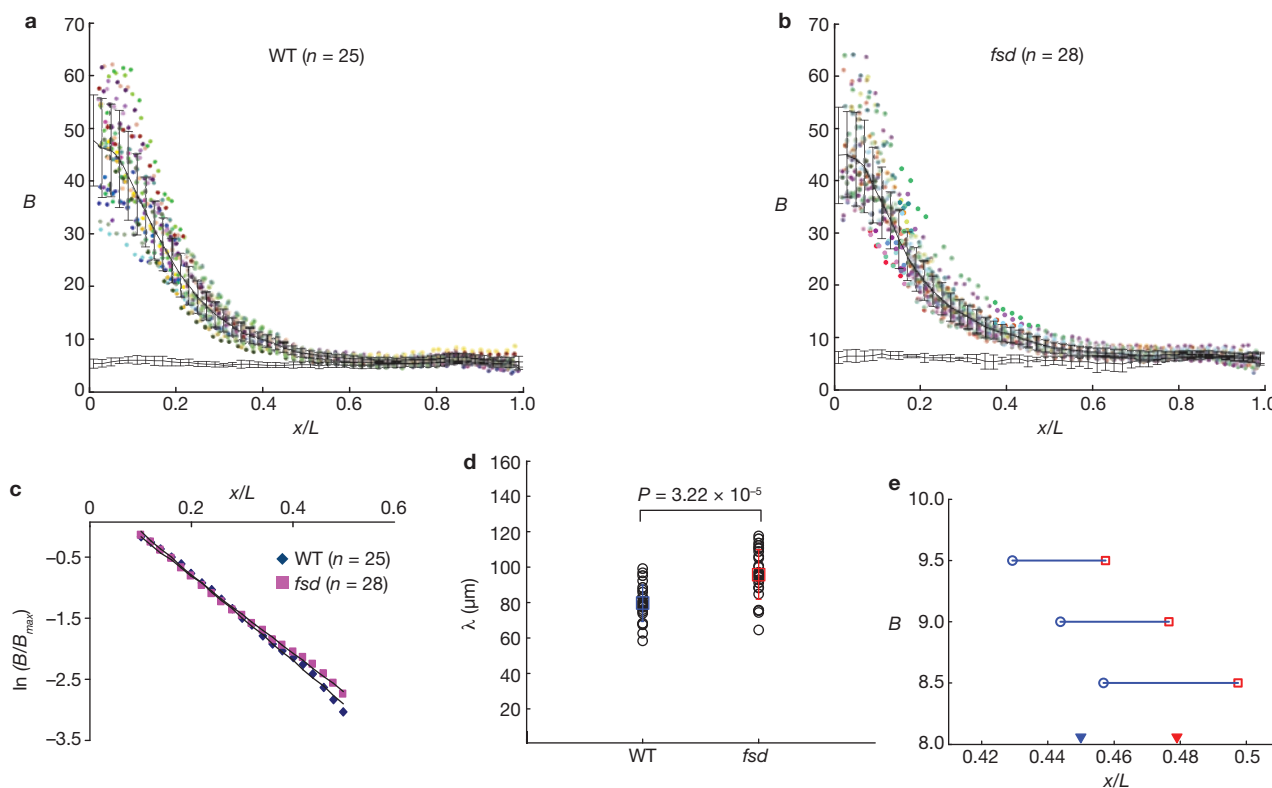 a
70
60
50
40
30
20
10
0
B
WT (n = 25)
0
0.2
0.4
0.6
0.8
1.0
x/L
b
70
60
50
40
30
20
10
0
B
fsd (n = 28)
0
0.2
0.4
0.6
0.8
1.0
x/L
c
x/L
0
0.2
0.4
0.6
−0.5
−1.5
−2.5
−3.5
ln (B/Bmax)
WT (n = 25)
fsd (n = 28)
d
160
140
120
100
80
60
40
20
λ (μm)
P = 3.22 × 10–5
WT
fsd
e
10.0
9.5
9.0
8.5
8.0
B
0.42
0.44
0.46
0.48
0.5
x/L